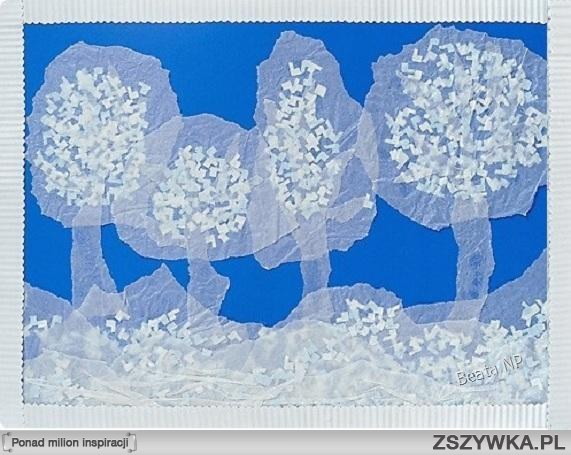 Beata NP
Ponad milion inspiracji
ZSZYWKA.PL